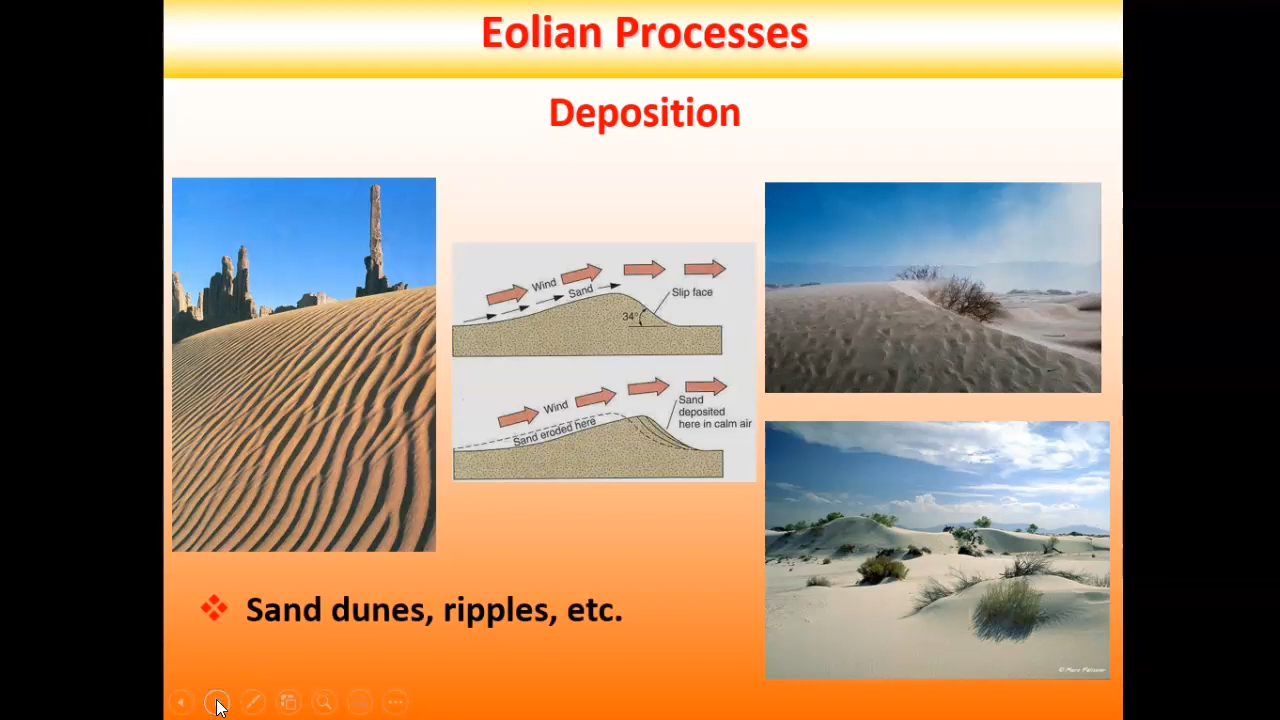 Eolian Processes
Deposition
Wind
Sand
Slip face
34°
Wind
Sand
deposited
here in calm air
Sand eroded here
Sand dunes, ripples, etc.